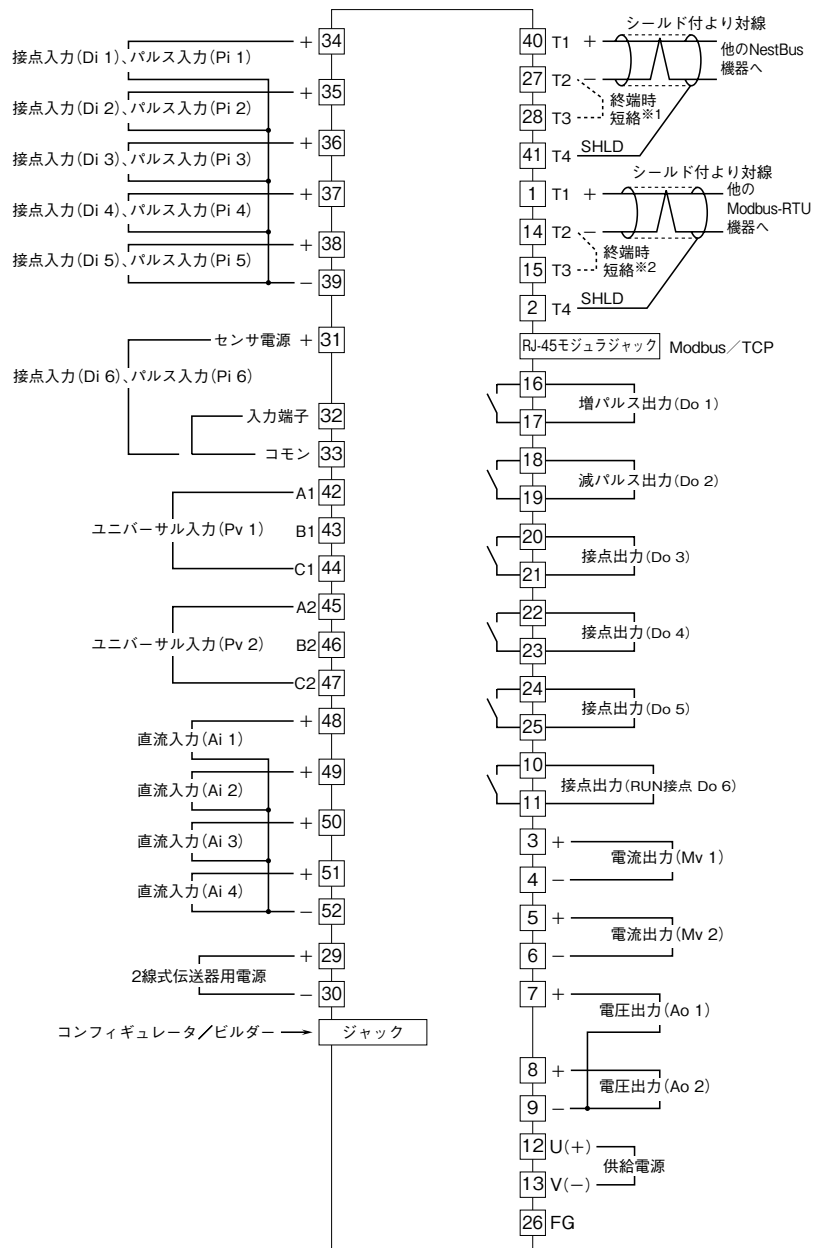 接点入力(Di 1)、パルス入力(Pi 1)
+ 34
接点入力(Di 2)、パルス入力(Pi 2)
+ 35
接点入力(Di 3)、パルス入力(Pi 3)
+ 36
接点入力(Di 4)、パルス入力(Pi 4)
+ 37
接点入力(Di 5)、パルス入力(Pi 5)
+ 38
− 39
センサ電源 + 31
接点入力(Di 6)、パルス入力(Pi 6)
入力端子 32
コモン 33
A1 42
ユニバーサル入力(Pv 1) B1 43
C1 44
A2 45
ユニバーサル入力(Pv 2) B2 46
C2 47
+ 48
直流入力(Ai 1)
+ 49
直流入力(Ai 2)
+ 50
直流入力(Ai 3)
+ 51
直流入力(Ai 4)
− 52
+ 29
2線式伝送器用電源
− 30
コンフィギュレータ/ビルダー ジャック
シールド付より対線
40 T1 +
他のNestBus
機器へ
27 T2 −
終端時
短絡※1
28 T3
41 T4 SHLD
シールド付より対線
1 T1 +
他の
Modbus-RTU
機器へ
14 T2 −
終端時
短絡※2
15 T3
2 T4 SHLD
RJ-45モジュラジャック Modbus/TCP
16
増パルス出力(Do 1)
17
18
減パルス出力(Do 2)
19
20
接点出力(Do 3)
21
22
接点出力(Do 4)
23
24
接点出力(Do 5)
25
10
接点出力(RUN接点 Do 6)
11
3 +
電流出力(Mv 1)
4 −
5 +
電流出力(Mv 2)
6 −
7 +
電圧出力(Ao 1)
8 +
電圧出力(Ao 2)
9 −
12 U(+)
供給電源
13 V(−)
26 FG